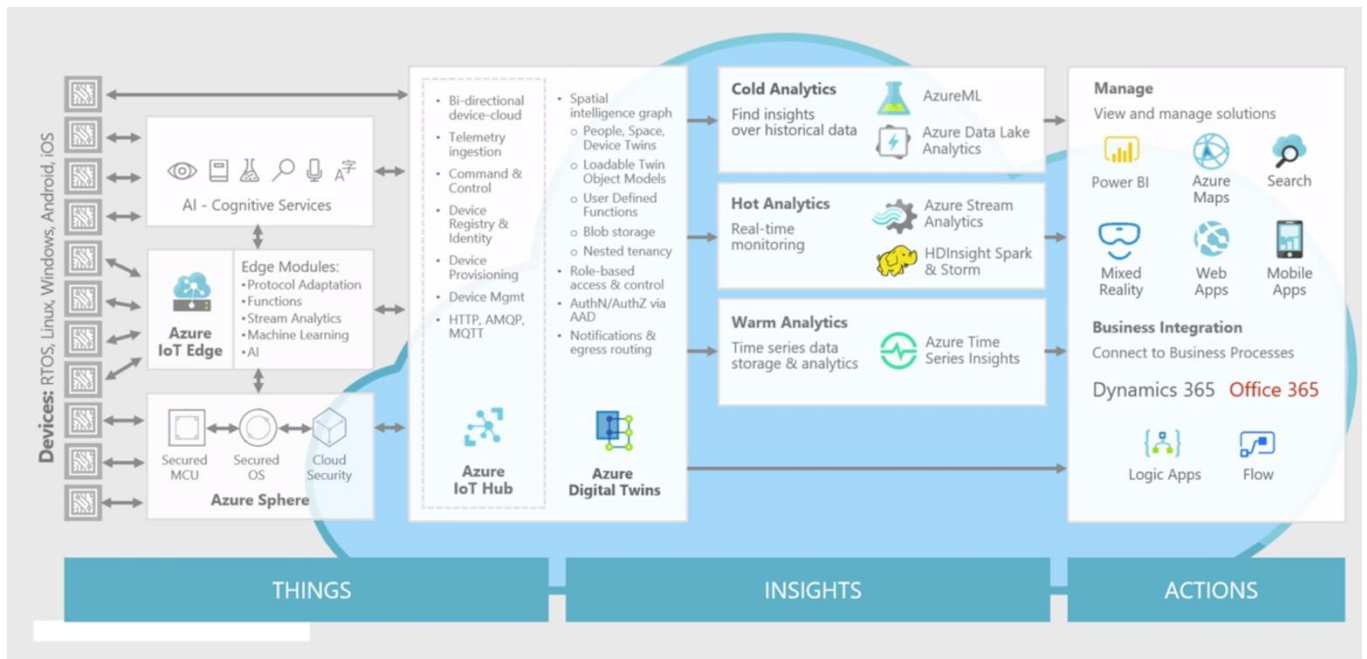 Devices: RTOS, Linux, Windows, Android, iOS
AI - Cognitive Services
Azure
IoT Edge
Edge Modules:
•Protocol Adaptation
•Functions
•Stream Analytics
•Machine Learning
•AI
Secured
MCU
Secured
OS
Cloud
Security
Azure Sphere
• Bi-directional
device-cloud
• Telemetry
ingestion
• Command &
Control
• Device
Registry &
Identity
• Device
Provisioning
• Device Mgmt
• HTTP, AMQP,
MQTT
Azure
IoT Hub
• Spatial
intelligence graph
o People, Space,
Device Twins
o Loadable Twin
Object Models
o User Defined
Functions
o Blob storage
o Nested tenancy
• Role-based
access & control
• AuthN/AuthZ via
AAD
• Notifications &
egress routing
Azure
Digital Twins
Cold Analytics
Find insights
over historical data
AzureML
Azure Data Lake
Analytics
Hot Analytics
Real-time
monitoring
Azure Stream
Analytics
HDInsight Spark
& Storm
Warm Analytics
Time series data
storage & analytics
Azure Time
Series Insights
Manage
View and manage solutions
Power BI
Azure
Maps
Search
Mixed
Reality
Web
Apps
Mobile
Apps
Business Integration
Connect to Business Processes
Dynamics 365
Office 365
Logic Apps
Flow
THINGS
INSIGHTS
ACTIONS